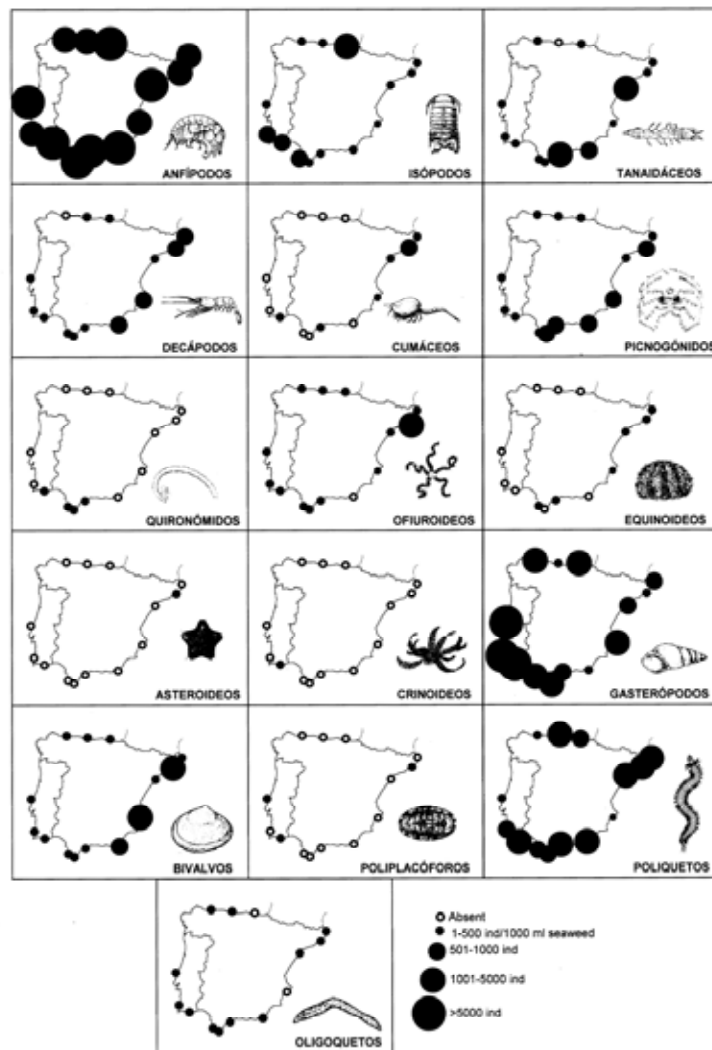 ANFÍPODOS
ISÓPODOS
TANAIDÁCEOS
DECÁPODOS
CUMÁCEOS
PICNOGÓNIDOS
QUIRONÓMIDOS
OFIUROIDEOS
EQUINOIDEOS
ASTEROIDEOS
CRINOIDEOS
GASTERÓPODOS
BIVALVOS
POLIPLACÓFOROS
POLIQUETOS
OLIGOQUETOS
Absent
1-500 ind/1000 ml seaweed
501-1000 ind
1001-5000 ind
>5000 ind